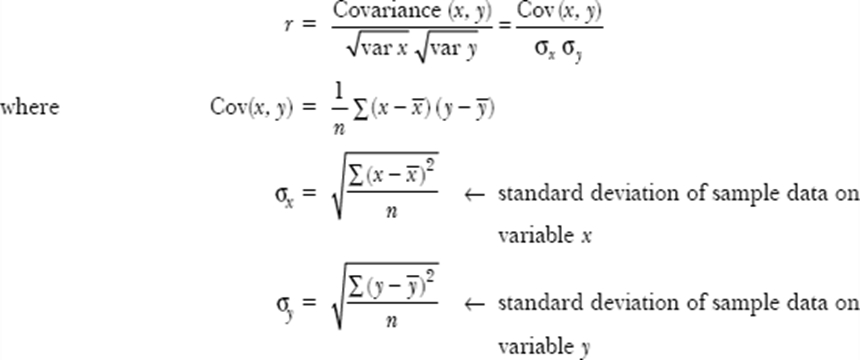 r = Covariance (x, y) / √var x √var y = Cov (x, y) / σx σy
where Cov(x, y) = 1/n Σ(x – x̅) (y – y̅)
σx = √Σ(x – x̅)² / n ← standard deviation of sample data on
variable x
σy = √Σ(y – y̅)² / n ← standard deviation of sample data on
variable y